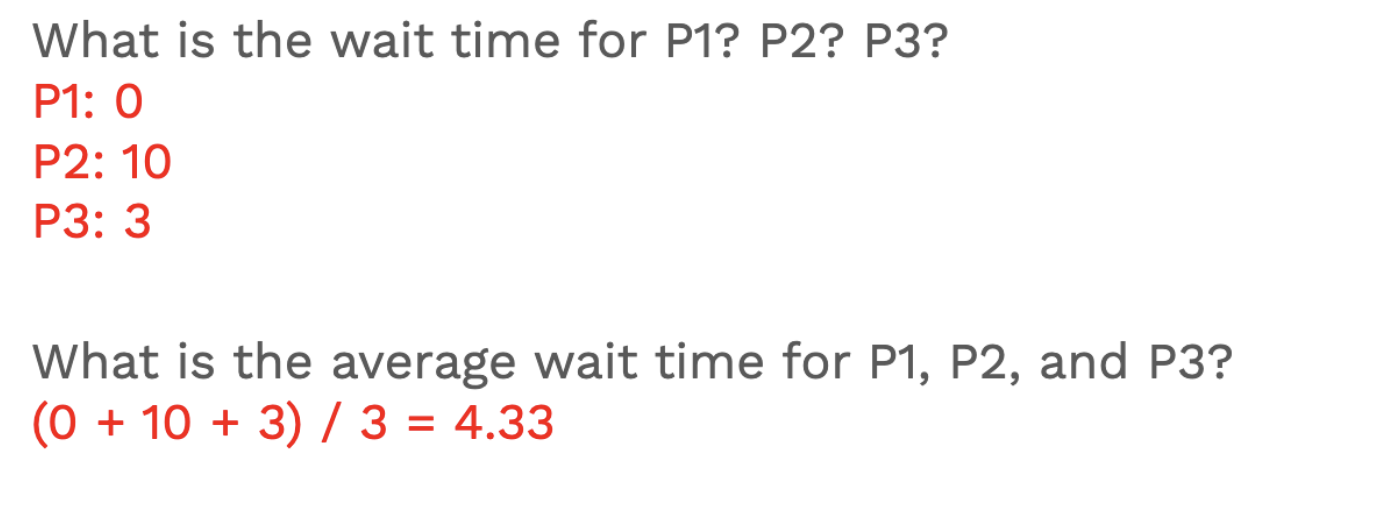 What is the wait time for P1? P2? P3?
P1: 0
P2: 10
P3: 3
What is the average wait time for P1, P2, and P3?
(0 + 10 + 3) / 3 = 4.33